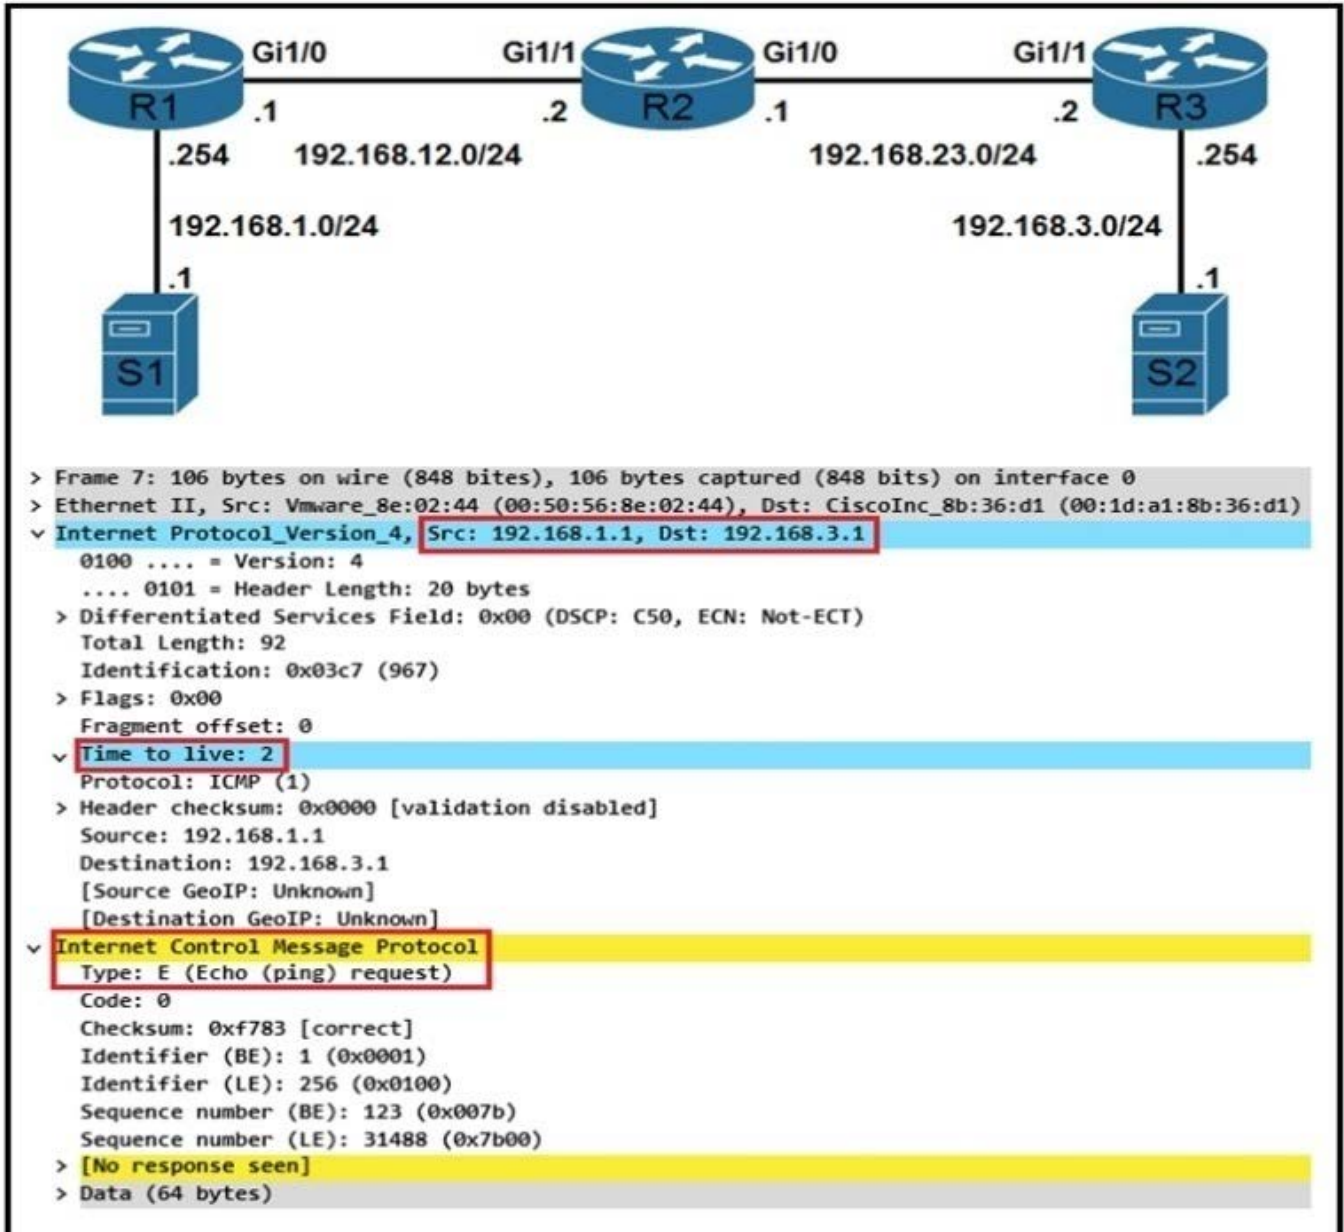 Gi1/0 Gi1/1 Gi1/0 Gi1/1
R1 R2 R3
.1 .2 .1 .2
.254 192.168.12.0/24 192.168.23.0/24 .254
192.168.1.0/24 192.168.3.0/24
.1 .1
S1 S2
> Frame 7: 106 bytes on wire (848 bites), 106 bytes captured (848 bits) on interface 0
> Ethernet II, Src: Vmware_8e:02:44 (00:50:56:8e:02:44), Dst: CiscoInc_8b:36:d1 (00:1d:a1:8b:36:d1)
Internet Protocol_Version_4, Src: 192.168.1.1, Dst: 192.168.3.1
0100 .... = Version: 4
.... 0101 = Header Length: 20 bytes
> Differentiated Services Field: 0x00 (DSCP: C50, ECN: Not-ECT)
Total Length: 92
Identification: 0x03c7 (967)
> Flags: 0x00
Fragment offset: 0
Time to live: 2
Protocol: ICMP (1)
> Header checksum: 0x0000 [validation disabled]
Source: 192.168.1.1
Destination: 192.168.3.1
[Source GeoIP: Unknown]
[Destination GeoIP: Unknown]
Internet Control Message Protocol
Type: E (Echo (ping) request)
Code: 0
Checksum: 0xf783 [correct]
Identifier (BE): 1 (0x0001)
Identifier (LE): 256 (0x0100)
Sequence number (BE): 123 (0x007b)
Sequence number (LE): 31488 (0x7b00)
> [No response seen]
> Data (64 bytes)